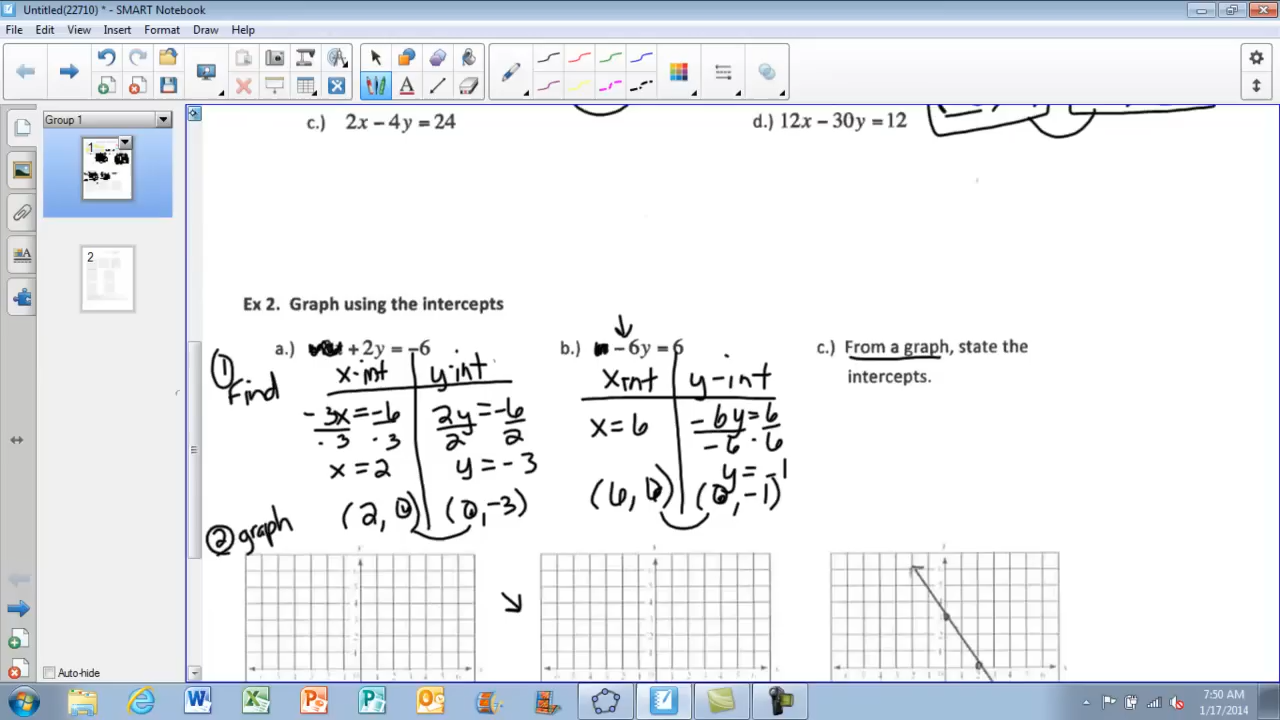 Untitled(22710) * - SMART Notebook
File Edit View Insert Format Draw Help
Group 1
1
2
c.) 2x – 4y = 24
d.) 12x – 30y = 12
Ex 2. Graph using the intercepts
a.) + 2y = –6
b.) – 6y = 6
c.) From a graph, state the
intercepts.
① Find
x-int y-int
-3x = -6 2y = -6
-3 -3 2 2
x = 2 y = -3
(2, 0) (0, -3)
x int y-int
x = 6 -6y = 6
-6 -6
y = -1
(6, 0) (0, -1)
② graph
Auto-hide
7:50 AM
1/17/2014